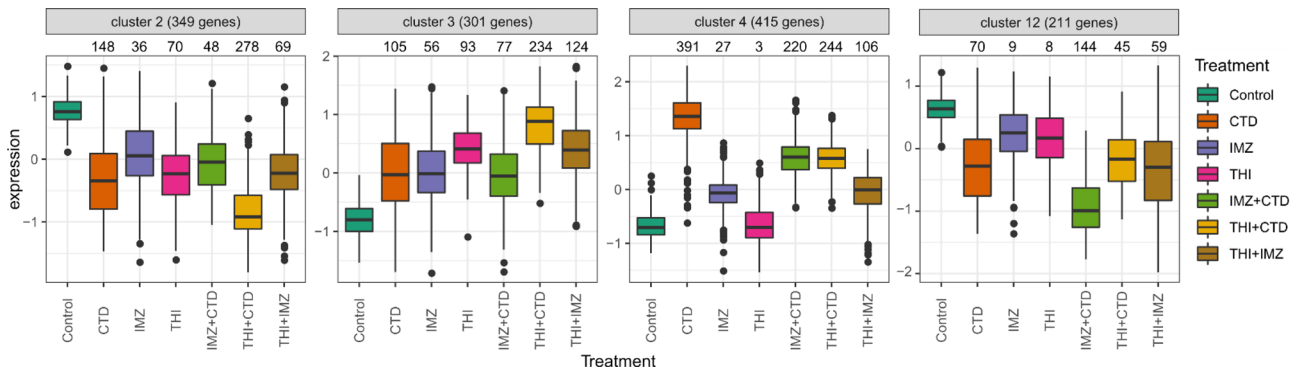 cluster 2 (349 genes)
148 36 70 48 278 69
cluster 3 (301 genes)
105 56 93 77 234 124
cluster 4 (415 genes)
391 27 3 220 244 106
cluster 12 (211 genes)
70 9 8 144 45 59
expression
1
0
−1
1
0
−1
2
1
0
−1
1
0
−1
−2
Control
CTD
IMZ
THI
IMZ+CTD
THI+CTD
THI+IMZ
Control
CTD
IMZ
THI
IMZ+CTD
THI+CTD
THI+IMZ
Control
CTD
IMZ
THI
IMZ+CTD
THI+CTD
THI+IMZ
Control
CTD
IMZ
THI
IMZ+CTD
THI+CTD
THI+IMZ
Treatment
Treatment
Control
CTD
IMZ
THI
IMZ+CTD
THI+CTD
THI+IMZ